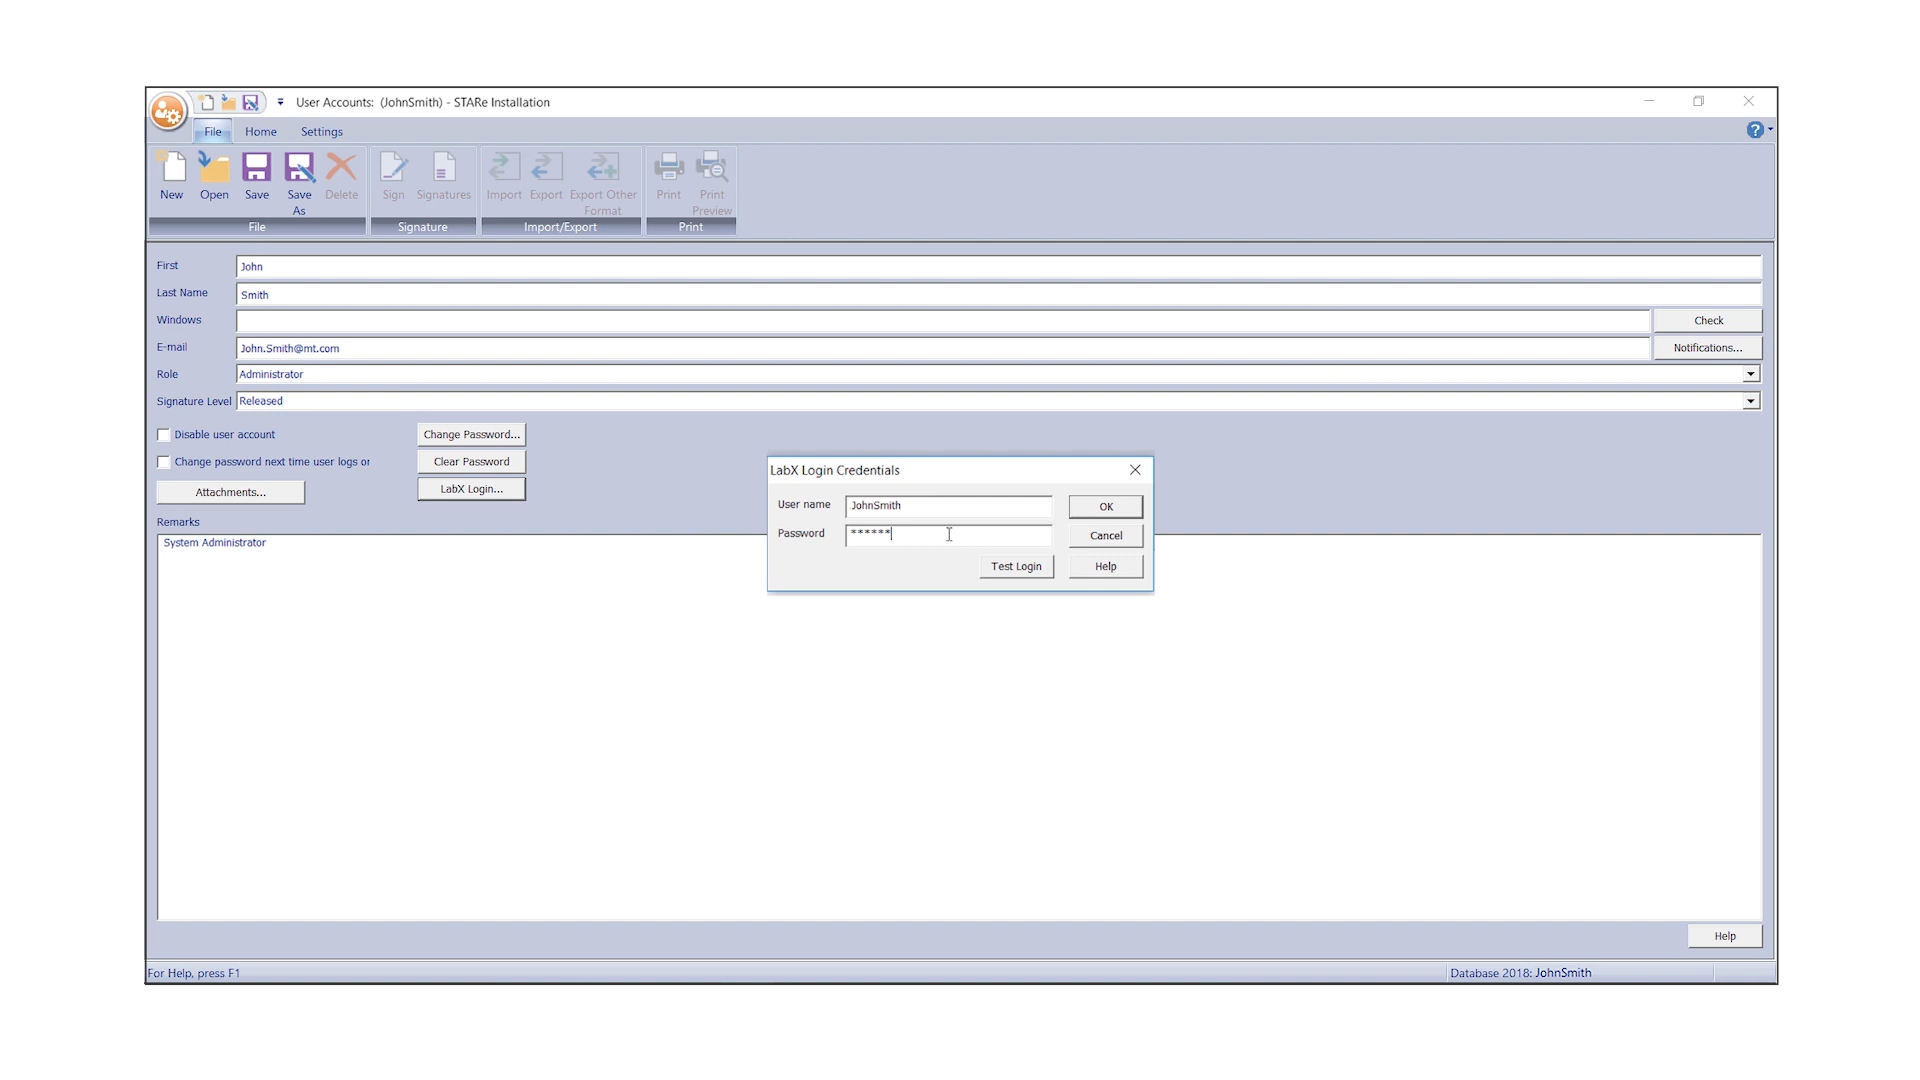 User Accounts: (JohnSmith) - STARe Installation
File Home Settings
New Open Save Save As Delete Sign Signatures Import Export Export Other Format Print Print Preview
File Signature Import/Export Print
First John
Last Name Smith
Windows Check
E-mail John.Smith@mt.com Notifications...
Role Administrator
Signature Level Released
Disable user account Change Password...
Change password next time user logs or Clear Password
Attachments... LabX Login...
Remarks
System Administrator
LabX Login Credentials
User name JohnSmith OK
Password ****** Cancel
Test Login Help
Help
For Help, press F1 Database 2018: JohnSmith